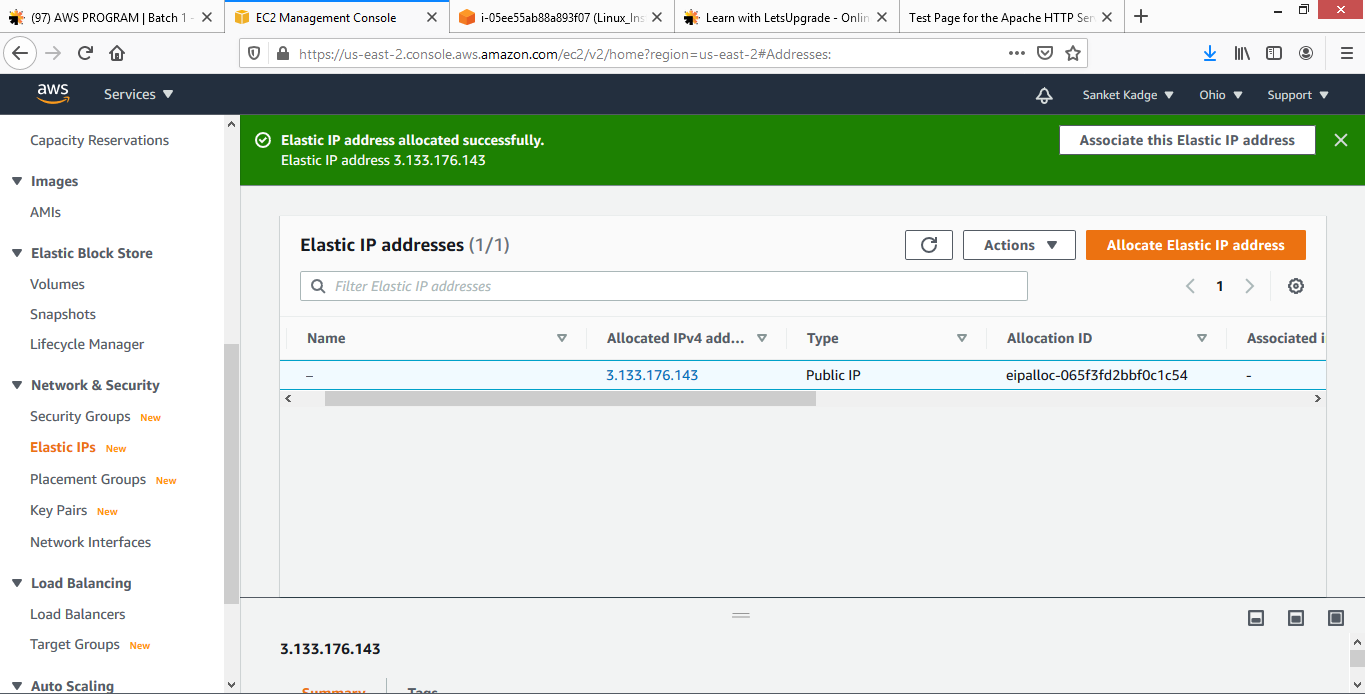 (97) AWS PROGRAM | Batch 1 -
EC2 Management Console
i-05ee55ab88a893f07 (Linux_Ins
Learn with LetsUpgrade - Onlin
Test Page for the Apache HTTP Ser
https://us-east-2.console.aws.amazon.com/ec2/v2/home?region=us-east-2#Addresses:
aws
Services
Sanket Kadge
Ohio
Support
Capacity Reservations
Images
AMIs
Elastic Block Store
Volumes
Snapshots
Lifecycle Manager
Network & Security
Security Groups New
Elastic IPs New
Placement Groups New
Key Pairs New
Network Interfaces
Load Balancing
Load Balancers
Target Groups New
Auto Scaling
Elastic IP address allocated successfully.
Elastic IP address 3.133.176.143
Associate this Elastic IP address
Elastic IP addresses (1/1)
Actions
Allocate Elastic IP address
Filter Elastic IP addresses
1
Name
Allocated IPv4 add...
Type
Allocation ID
Associated i
–
3.133.176.143
Public IP
eipalloc-065f3fd2bbf0c1c54
-
3.133.176.143
Summary
Tags